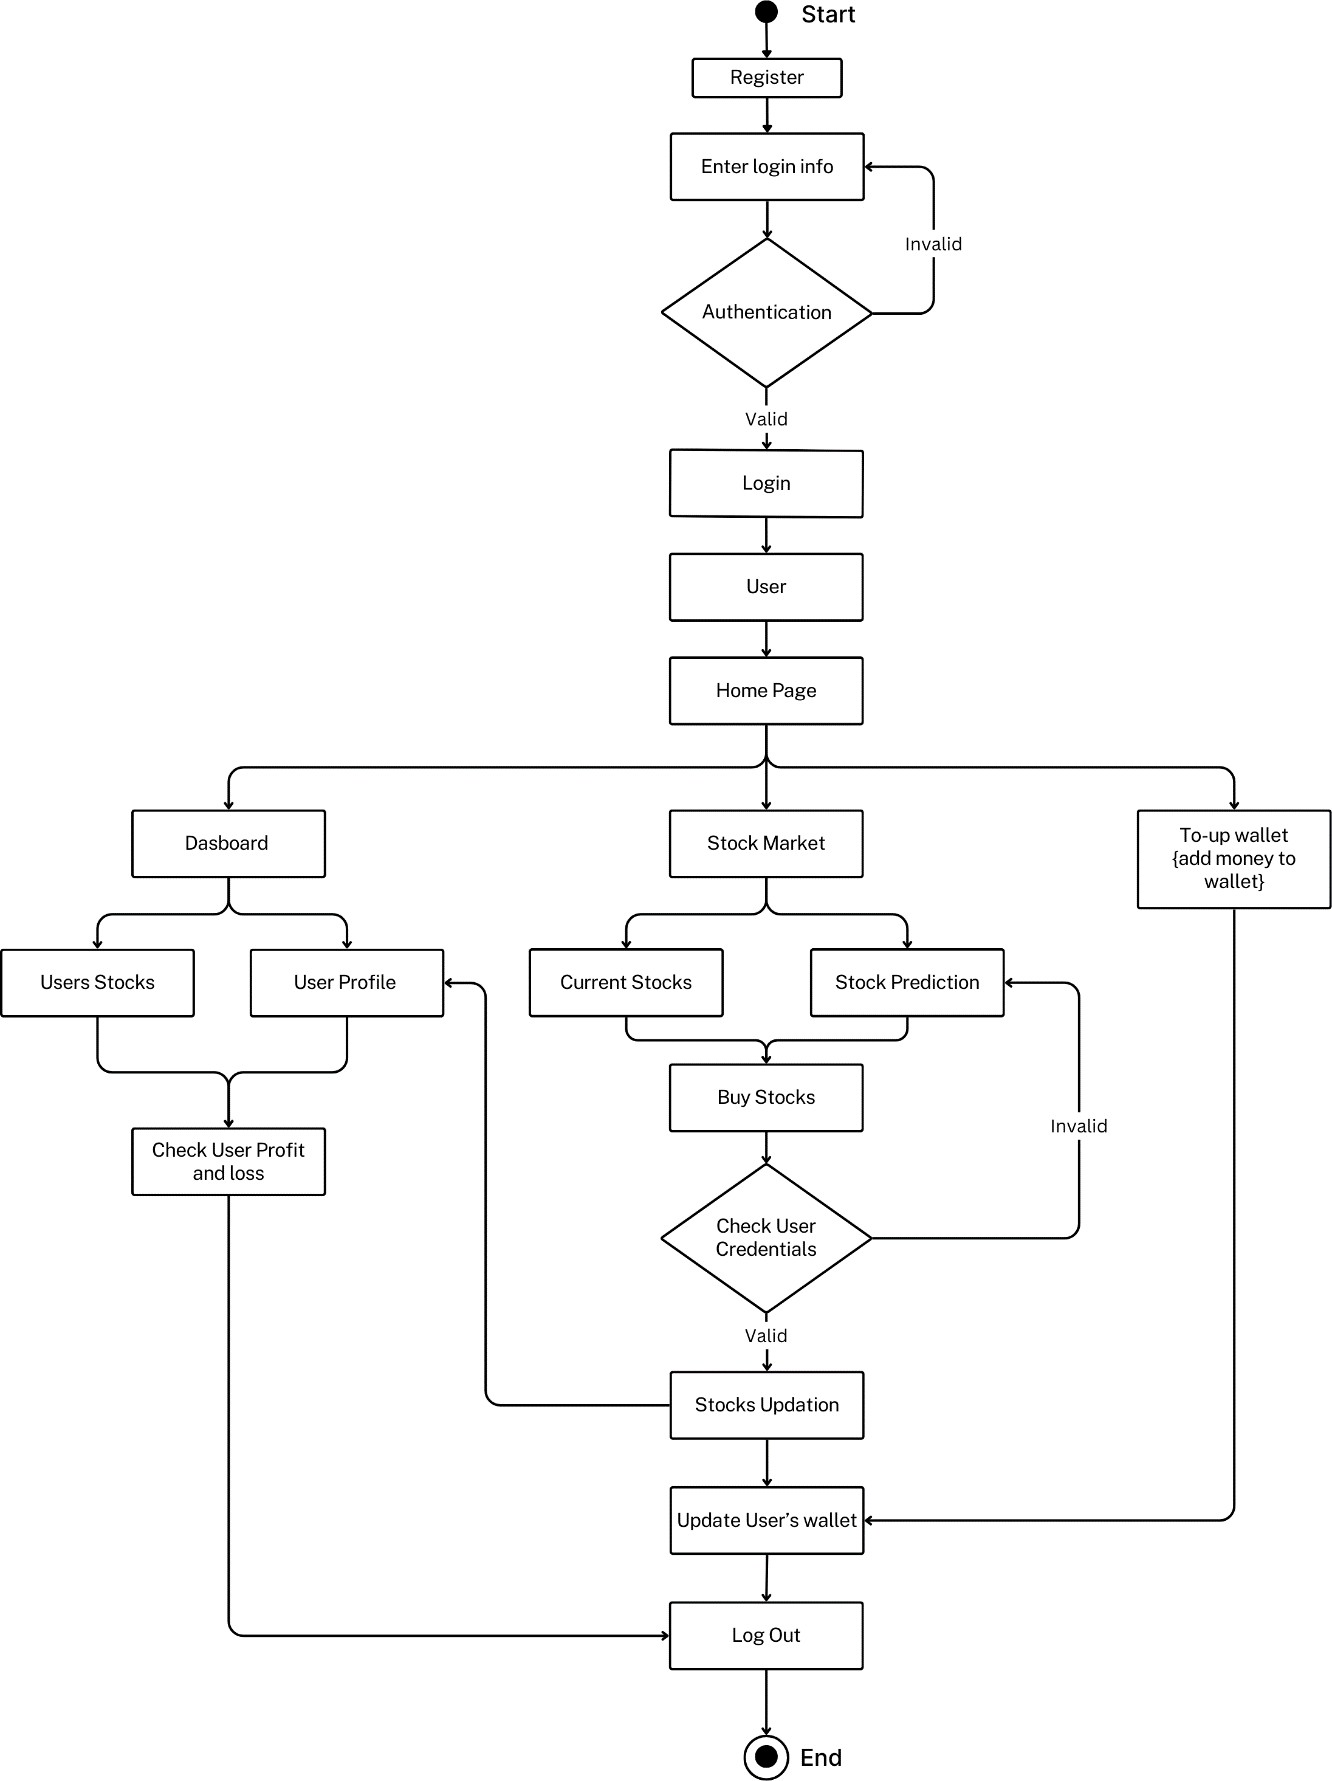 Start
Register
Enter login info
Invalid
Authentication
Valid
Login
User
Home Page
Dasboard
Stock Market
To-up wallet
{add money to
wallet}
Users Stocks
User Profile
Current Stocks
Stock Prediction
Buy Stocks
Invalid
Check User Profit
and loss
Check User
Credentials
Valid
Stocks Updation
Update User’s wallet
Log Out
End